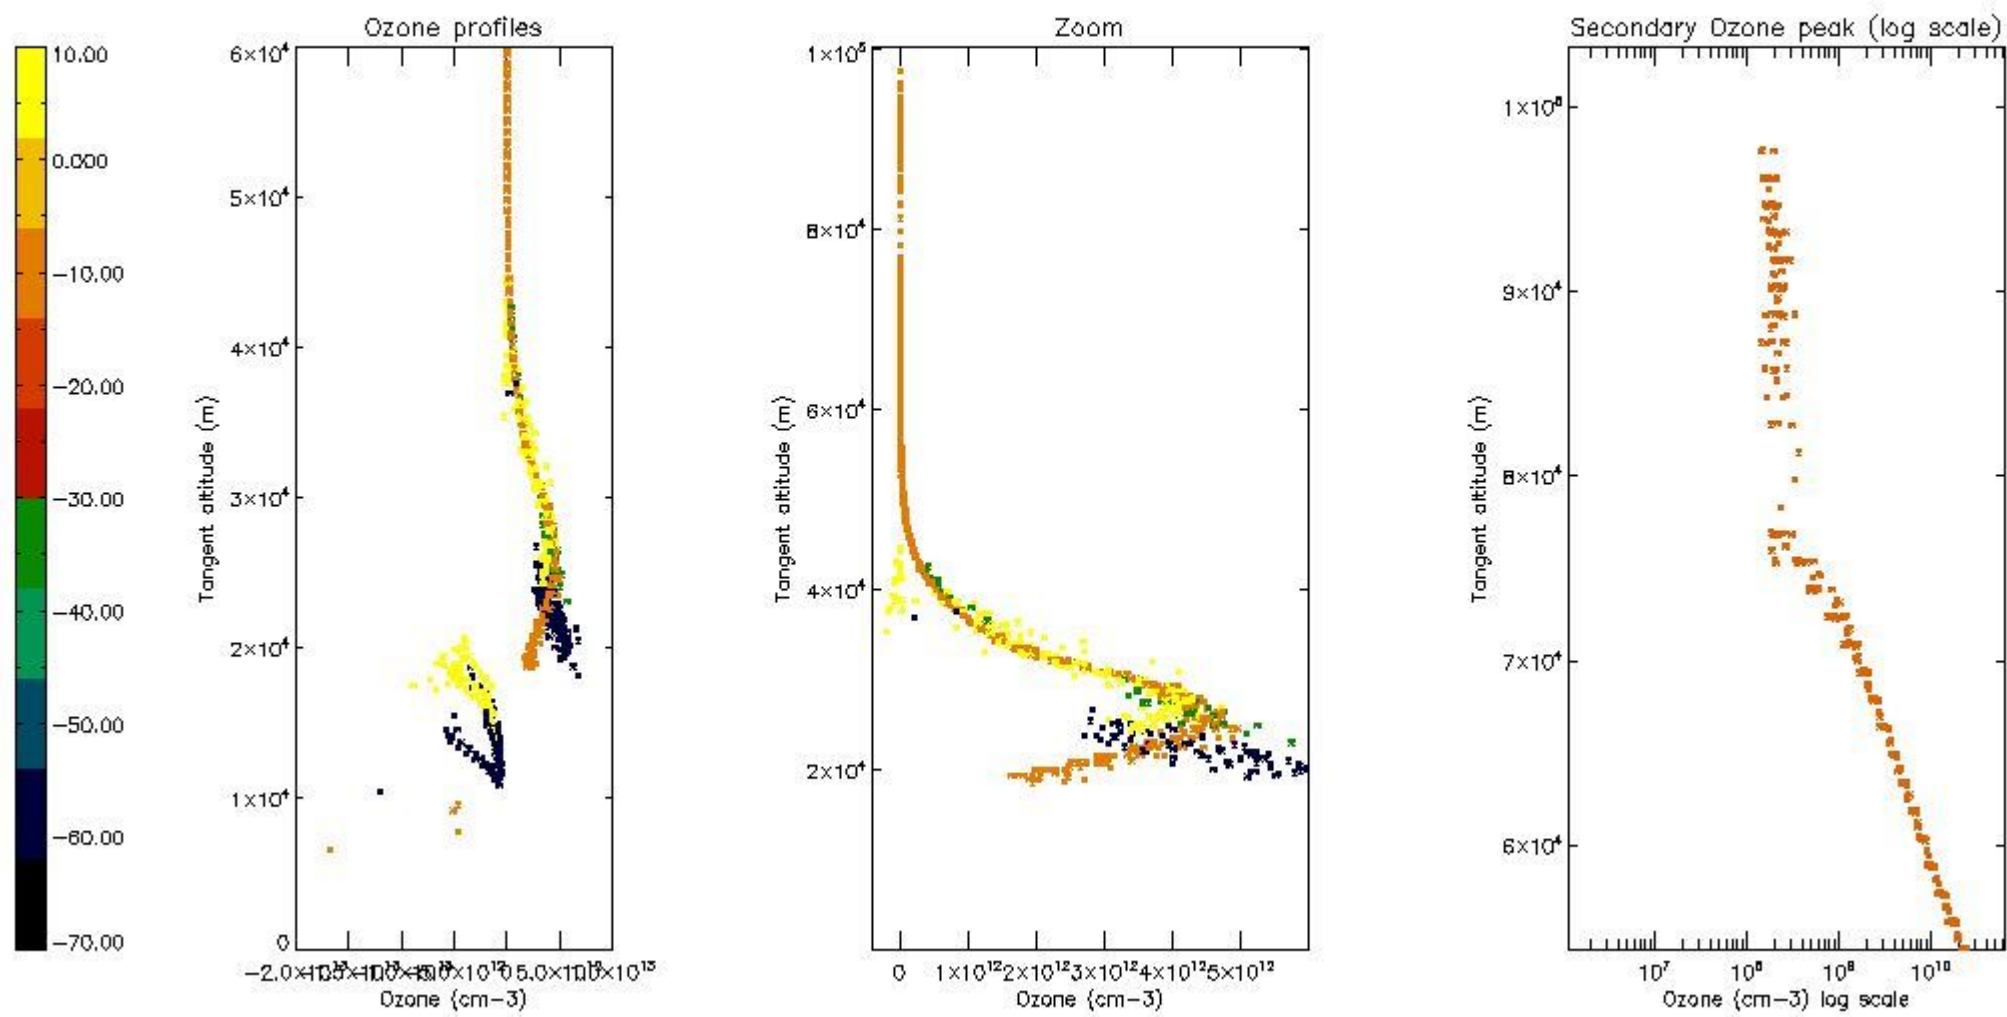 Ozone profiles
Zoom
Secondary Ozone peak (log scale)
10.00
0.000
−10.00
−20.00
−30.00
−40.00
−50.00
−60.00
−70.00
6×10⁴
5×10⁴
4×10⁴
3×10⁴
2×10⁴
1×10⁴
0
Tangent altitude (m)
5.0×10¹²
Ozone (cm−3)
1×10⁵
8×10⁴
6×10⁴
4×10⁴
2×10⁴
Tangent altitude (m)
0 1×10¹² 2×10¹² 3×10¹² 4×10¹² 5×10¹²
Ozone (cm−3)
9×10⁴
8×10⁴
7×10⁴
6×10⁴
Tangent altitude (m)
10⁷ 10⁸ 10⁹ 10¹⁰
Ozone (cm−3) log scale